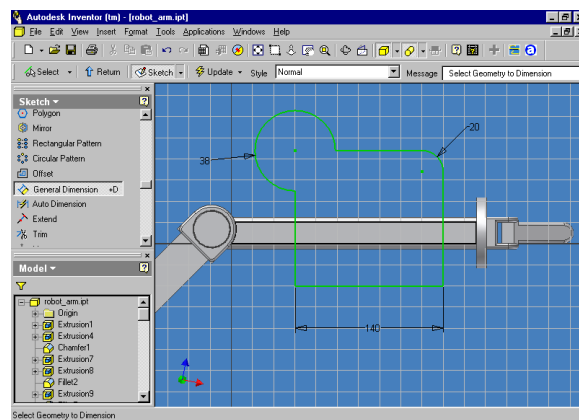 Autodesk Inventor (tm) - [robot_arm.ipt]
File Edit View Insert Format Tools Applications Windows Help
Select Return Sketch Update Style Normal Message Select Geometry to Dimension
Sketch
Polygon
Mirror
Rectangular Pattern
Circular Pattern
Offset
General Dimension +D
Auto Dimension
Extend
Trim
Model
robot_arm.ipt
Origin
Extrusion1
Extrusion4
Chamfer1
Extrusion7
Extrusion8
Fillet2
Extrusion9
20
38
140
Select Geometry to Dimension